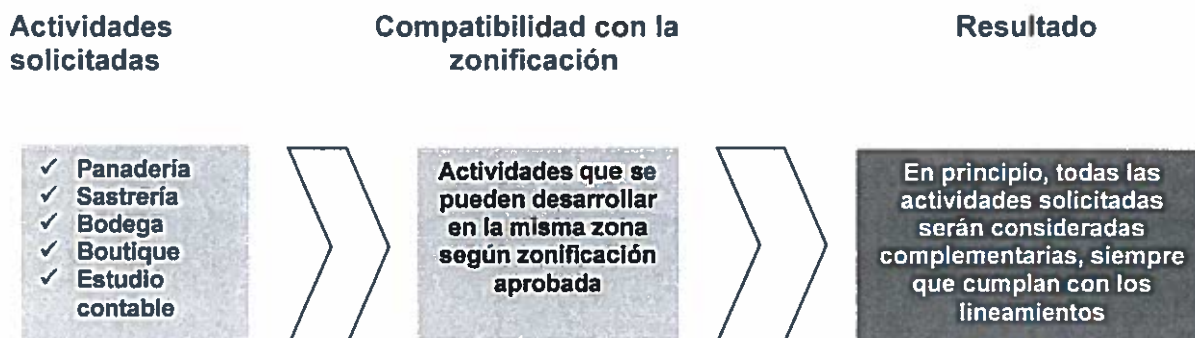 Actividades
solicitadas
Compatibilidad con la
zonificación
Resultado
✓ Panadería
✓ Sastrería
✓ Bodega
✓ Boutique
✓ Estudio
contable
Actividades que se
pueden desarrollar
en la misma zona
según zonificación
aprobada
En principio, todas las
actividades solicitadas
serán consideradas
complementarias, siempre
que cumplan con los
lineamientos